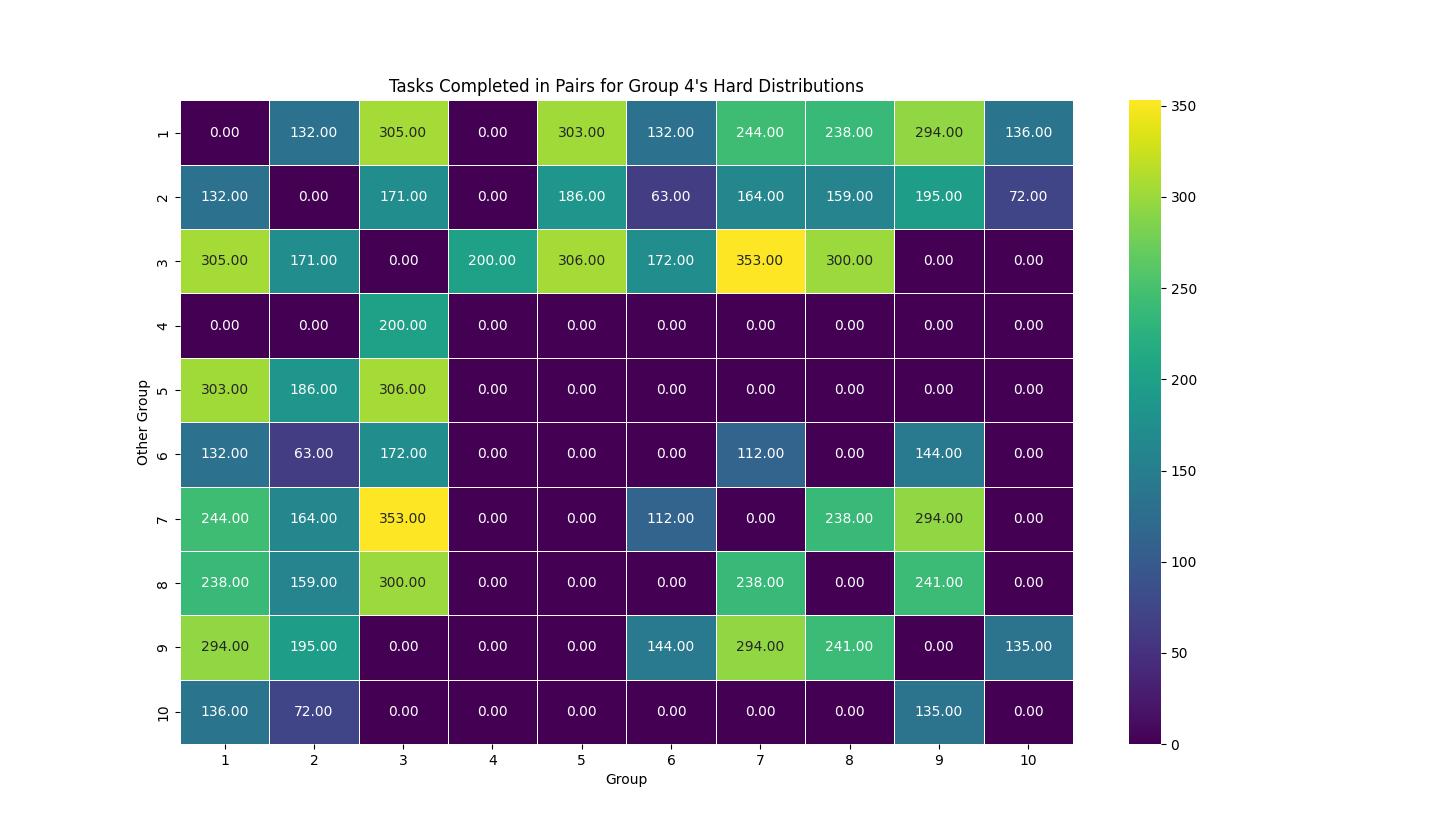 Tasks Completed in Pairs for Group 4's Hard Distributions
1 0.00 132.00 305.00 0.00 303.00 132.00 244.00 238.00 294.00 136.00
2 132.00 0.00 171.00 0.00 186.00 63.00 164.00 159.00 195.00 72.00
3 305.00 171.00 0.00 200.00 306.00 172.00 353.00 300.00 0.00 0.00
4 0.00 0.00 200.00 0.00 0.00 0.00 0.00 0.00 0.00 0.00
5 303.00 186.00 306.00 0.00 0.00 0.00 0.00 0.00 0.00 0.00
6 132.00 63.00 172.00 0.00 0.00 0.00 112.00 0.00 144.00 0.00
7 244.00 164.00 353.00 0.00 0.00 112.00 0.00 238.00 294.00 0.00
8 238.00 159.00 300.00 0.00 0.00 0.00 238.00 0.00 241.00 0.00
9 294.00 195.00 0.00 0.00 0.00 144.00 294.00 241.00 0.00 135.00
10 136.00 72.00 0.00 0.00 0.00 0.00 0.00 0.00 135.00 0.00
1 2 3 4 5 6 7 8 9 10
Group
Other Group
350
300
250
200
150
100
50
0